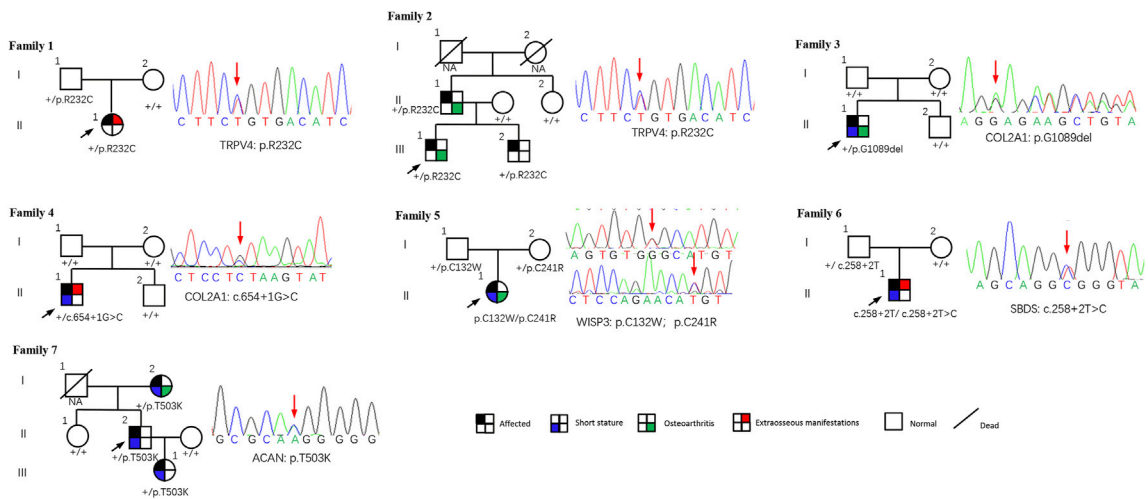 Family 1
I
1
2
+/p.R232C
+/+
II
1
+/p.R232C
C T T C T G T G A C A T C
TRPV4: p.R232C
Family 2
I
1
2
NA
NA
II
1
2
+/p.R232C
+/+
+/+
III
1
2
+/p.R232C
+/p.R232C
C T T C T G T G A C A T C
TRPV4: p.R232C
Family 3
I
1
2
+/+
+/+
II
1
2
+/p.G1089del
+/+
A G G A G A A G C T G T A
COL2A1: p.G1089del
Family 4
I
1
2
+/+
+/+
II
1
2
+/c.654+1G>C
+/+
C T C C T C T A A G T A T
COL2A1: c.654+1G>C
Family 5
I
1
2
+/p.C132W
+/p.C241R
II
1
p.C132W/p.C241R
A G T G T G G G C A T G T
C T C C A G A A C A T G T
WISP3: p.C132W; p.C241R
Family 6
I
1
2
+/ c.258+2T
+/+
II
1
c.258+2T/ c.258+2T>C
A G C A G G C G G G T A
SBDS: c.258+2T>C
Family 7
I
1
2
NA
+/p.T503K
II
1
2
+/+
+/p.T503K
+/+
III
1
+/p.T503K
G C G C A A G G G G G
ACAN: p.T503K
Affected
Short stature
Osteoarthritis
Extraosseous manifestations
Normal
Dead